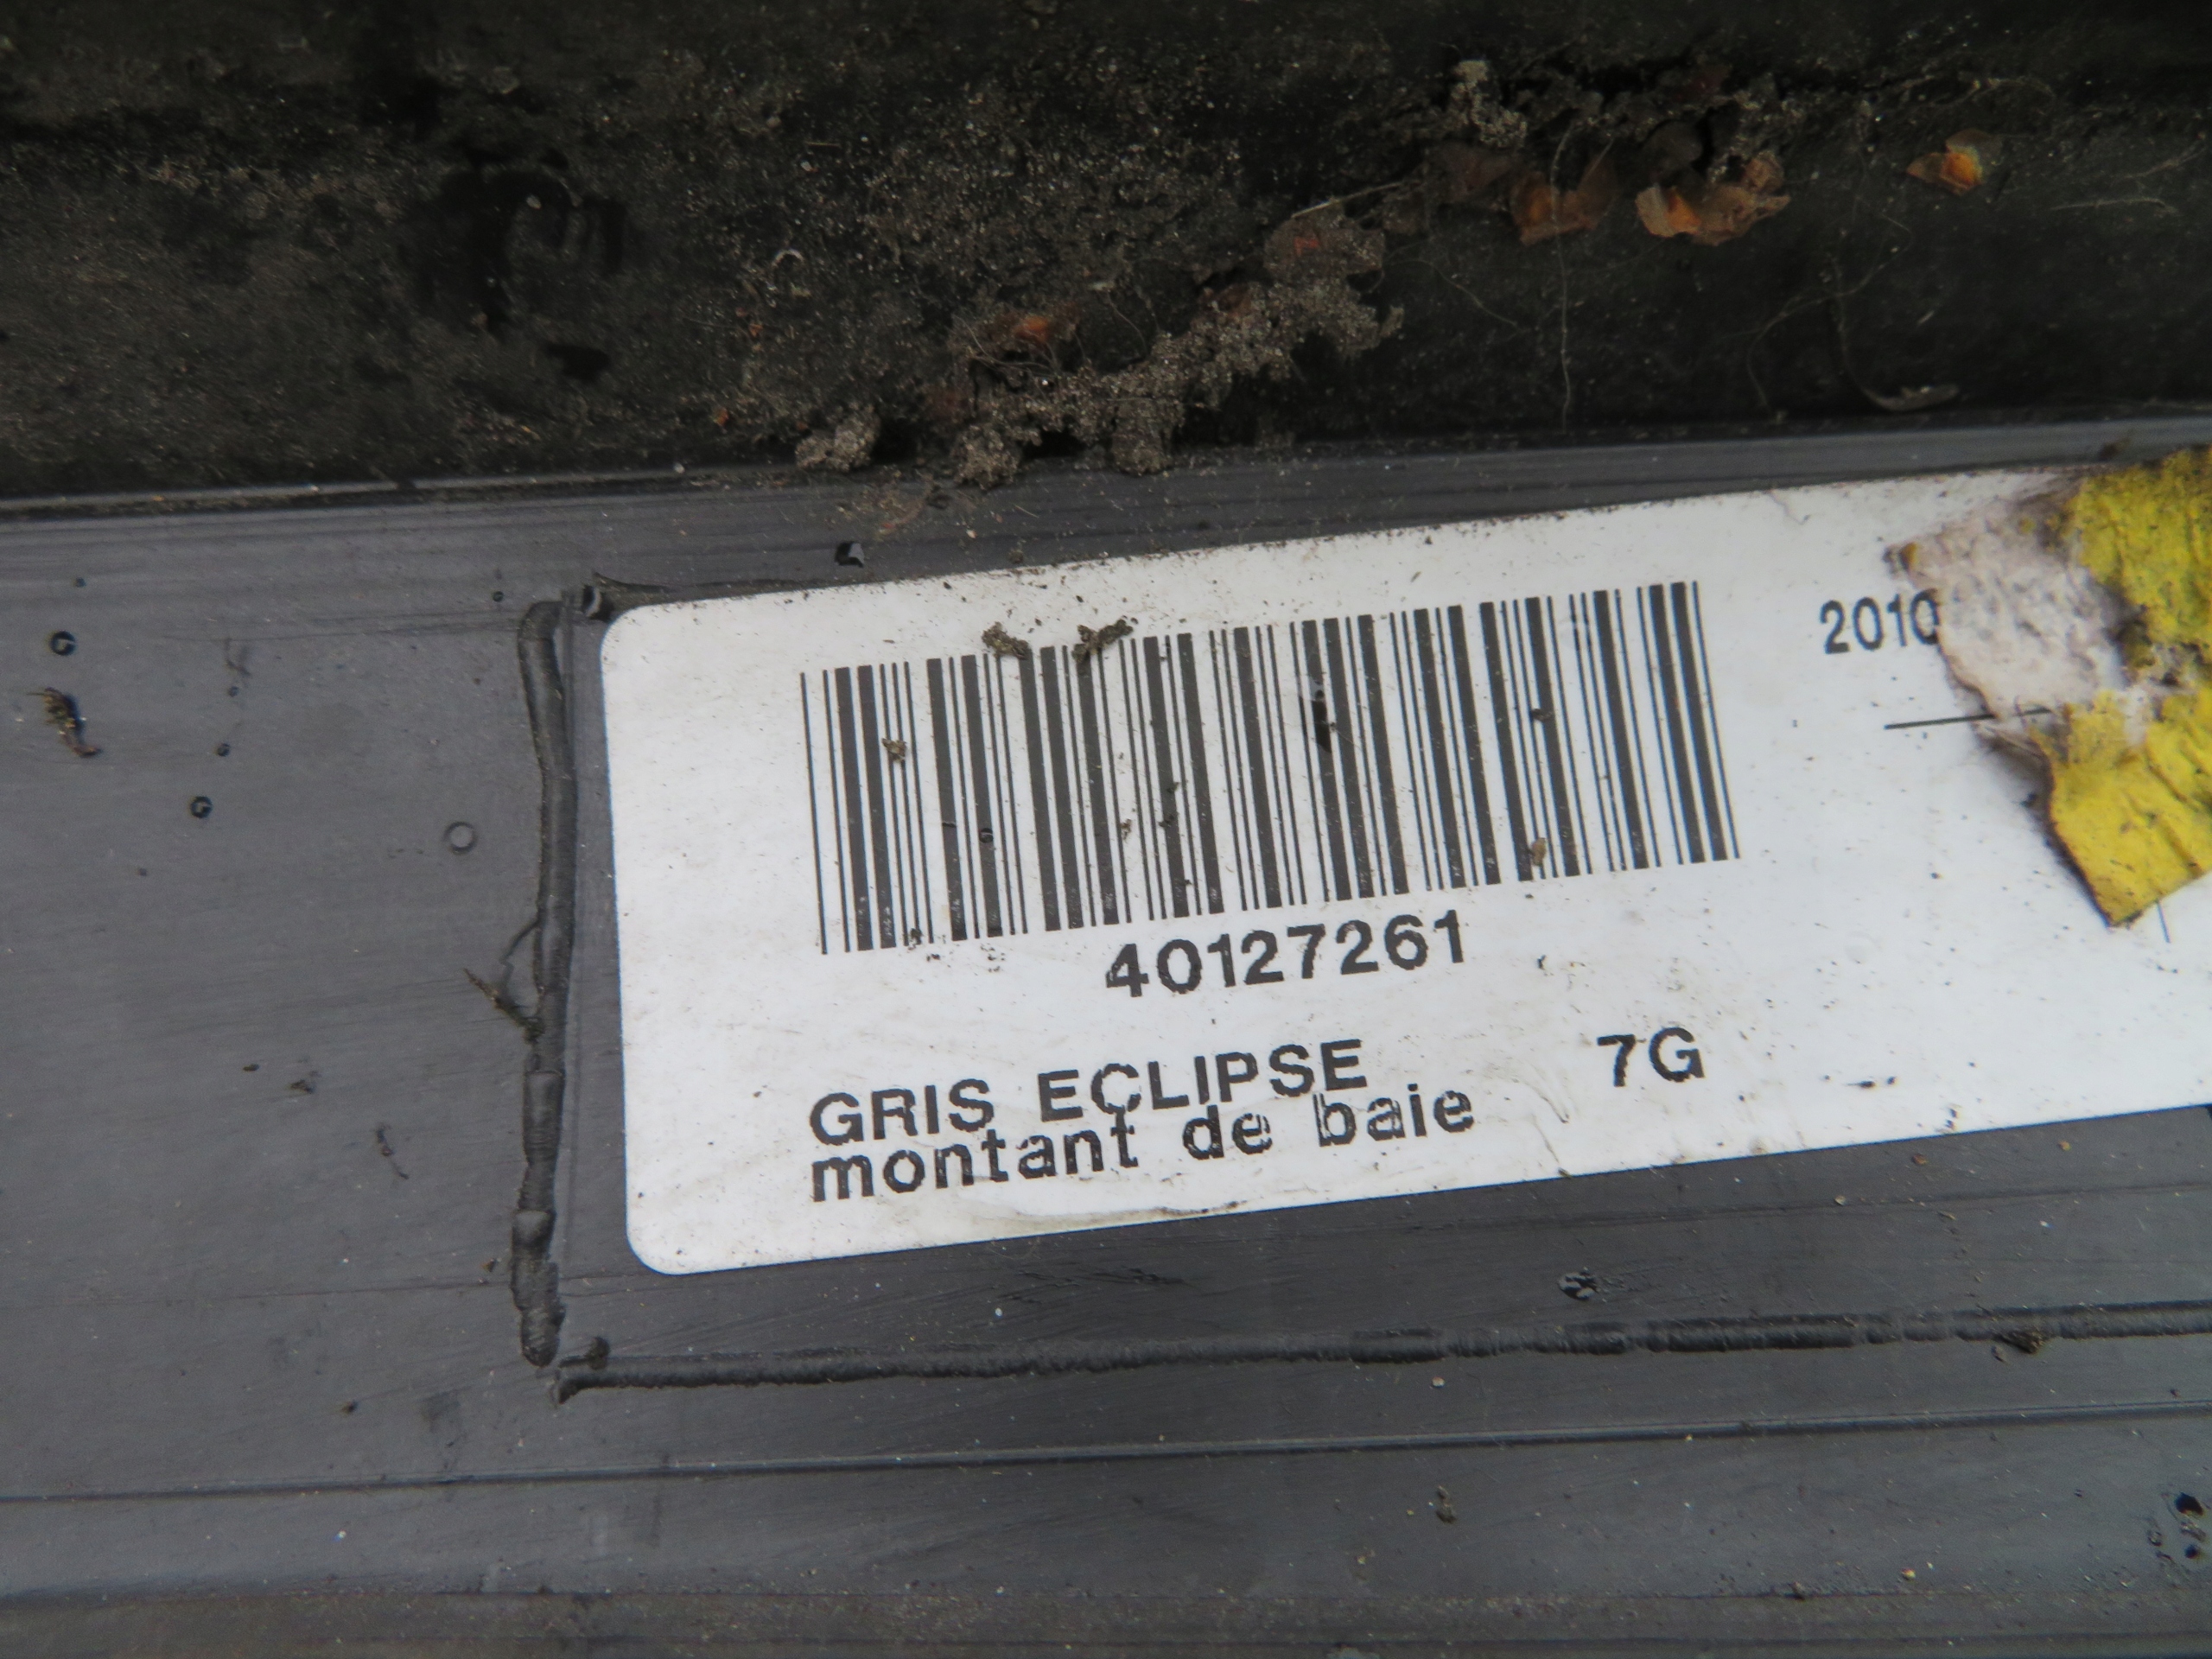 2010
40127261
GRIS ECLIPSE 7G
montant de baie